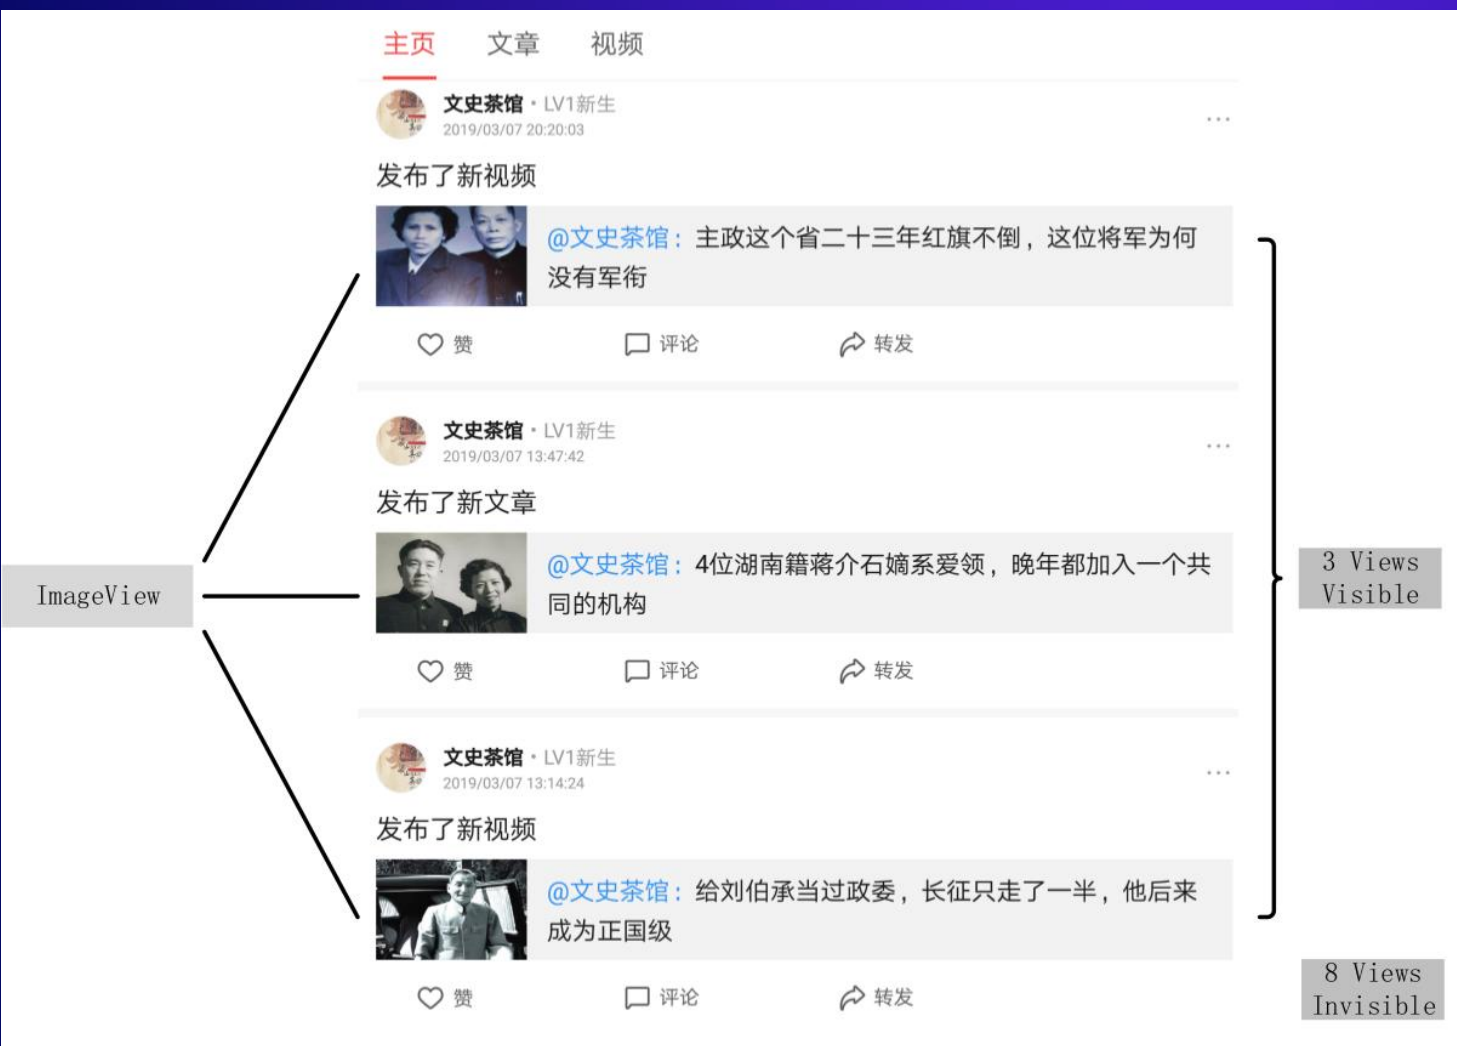 主页 文章 视频
文史茶馆 · LV1新生
2019/03/07 20:20:03
发布了新视频
@文史茶馆：主政这个省二十三年红旗不倒，这位将军为何
没有军衔
赞 评论 转发
文史茶馆 · LV1新生
2019/03/07 13:47:42
发布了新文章
@文史茶馆：4位湖南籍蒋介石嫡系爱领，晚年都加入一个共
同的机构
赞 评论 转发
文史茶馆 · LV1新生
2019/03/07 13:14:24
发布了新视频
@文史茶馆：给刘伯承当过政委，长征只走了一半，他后来
成为正国级
赞 评论 转发
ImageView
3 Views
Visible
8 Views
Invisible